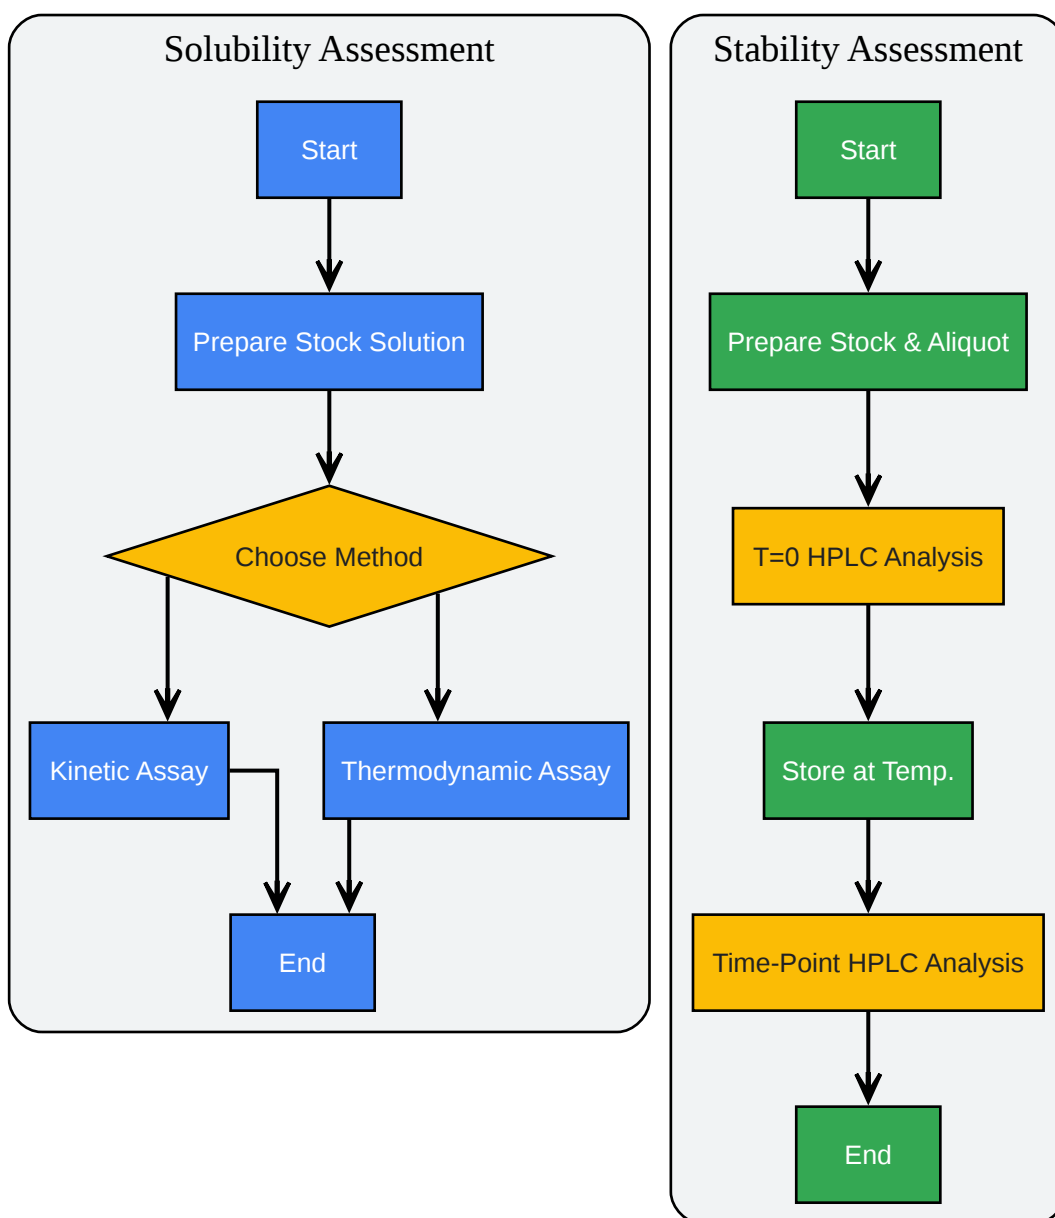 Solubility Assessment
Start
Prepare Stock Solution
Choose Method
Kinetic Assay
Thermodynamic Assay
End
Stability Assessment
Start
Prepare Stock & Aliquot
T=0 HPLC Analysis
Store at Temp.
Time-Point HPLC Analysis
End